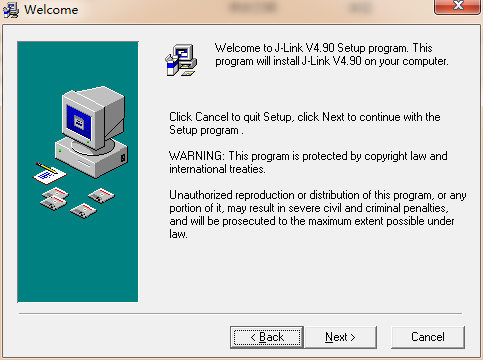 Welcome
Welcome to J-Link V4.90 Setup program. This
program will install J-Link V4.90 on your computer.
Click Cancel to quit Setup, click Next to continue with the
Setup program .
WARNING: This program is protected by copyright law and
international treaties.
Unauthorized reproduction or distribution of this program, or any
portion of it, may result in severe civil and criminal penalties,
and will be prosecuted to the maximum extent possible under
law.
< Back
Next >
Cancel